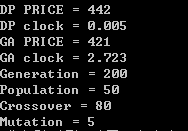 DP PRICE = 442
DP clock = 0.005
GA PRICE = 421
GA clock = 2.723
Generation = 200
Population = 50
Crossover = 80
Mutation = 5